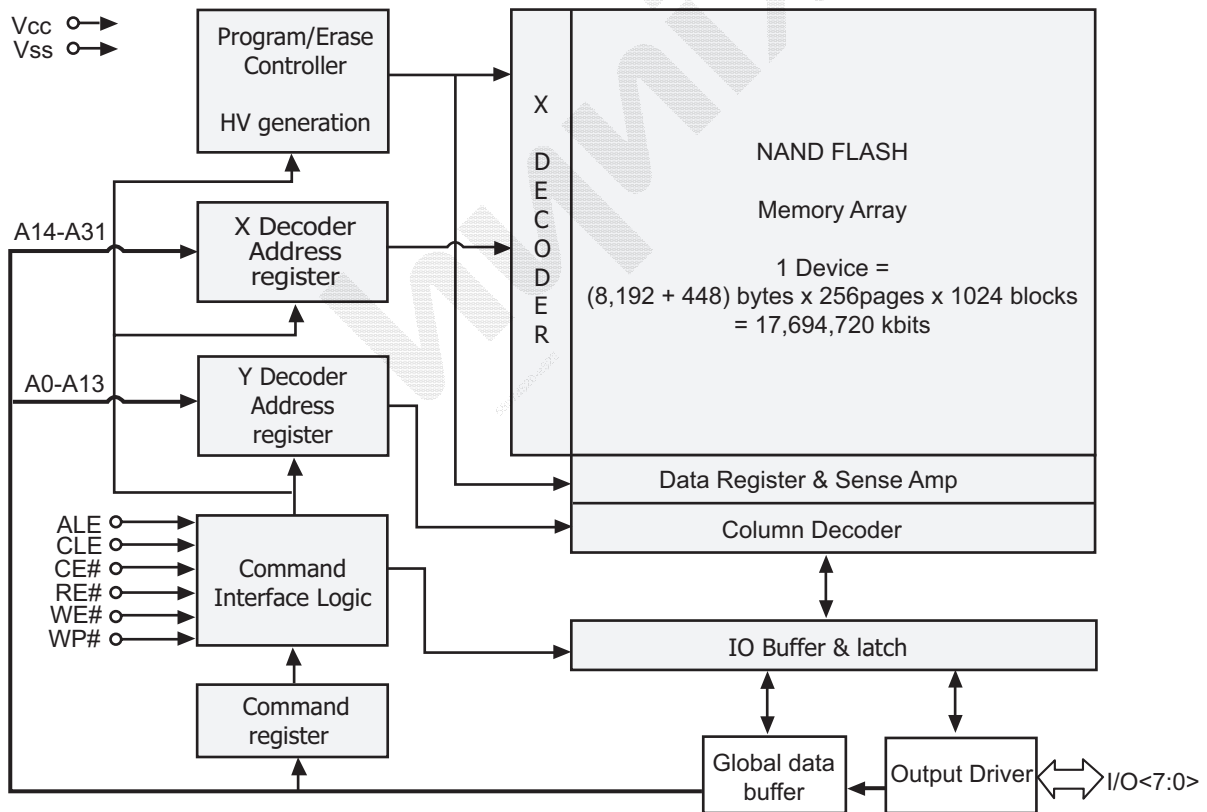 Vcc
Vss
Program/Erase
Controller
HV generation
X DECODER
NAND FLASH
Memory Array
1 Device =
(8,192 + 448) bytes x 256pages x 1024 blocks
= 17,694,720 kbits
A14-A31
X Decoder
Address
register
A0-A13
Y Decoder
Address
register
Data Register & Sense Amp
Column Decoder
ALE
CLE
CE#
RE#
WE#
WP#
Command
Interface Logic
IO Buffer & latch
Command
register
Global data
buffer
Output Driver
I/O<7:0>